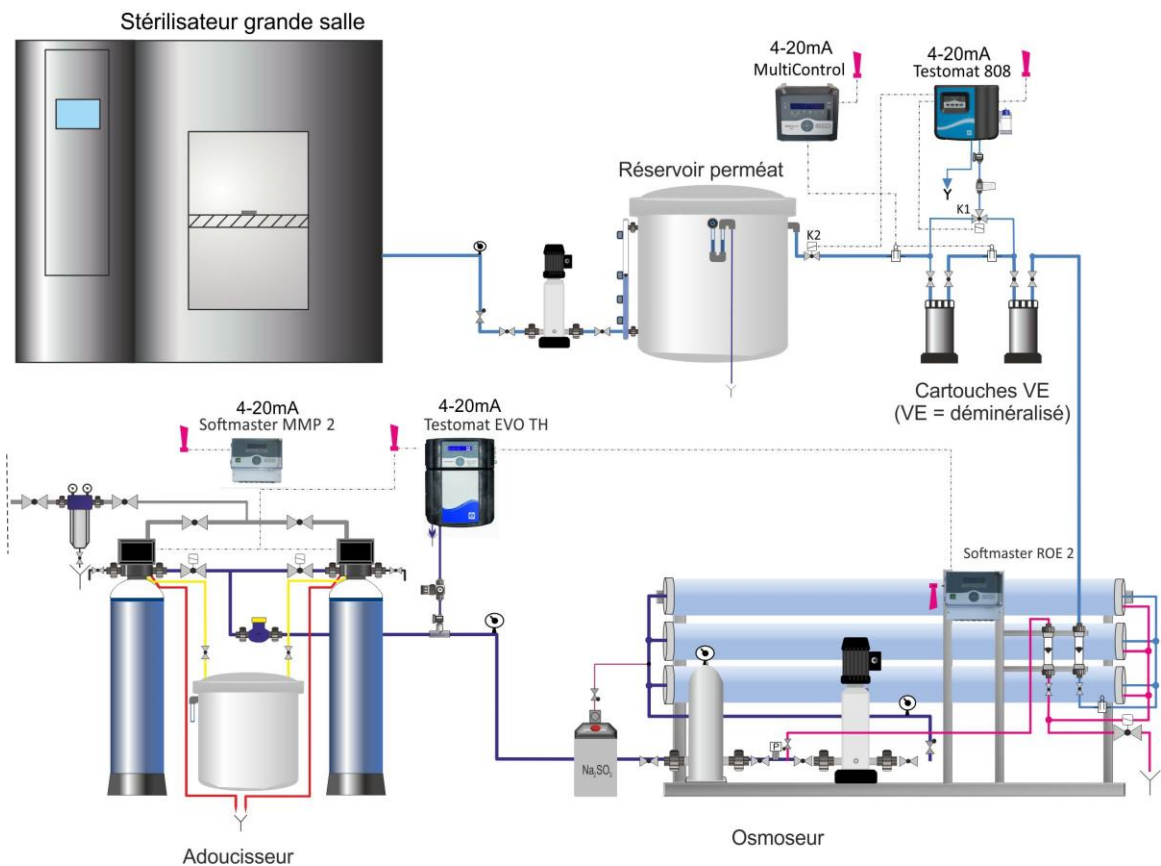 Stérilisateur grande salle
4-20mA
MultiControl
4-20mA
Testomat 808
Réservoir perméat
Y
K1
K2
Cartouches VE
(VE = déminéralisé)
4-20mA
Softmaster MMP 2
4-20mA
Testomat EVO TH
Softmaster ROE 2
P
Na₂SO₃
Osmoseur
Adoucisseur